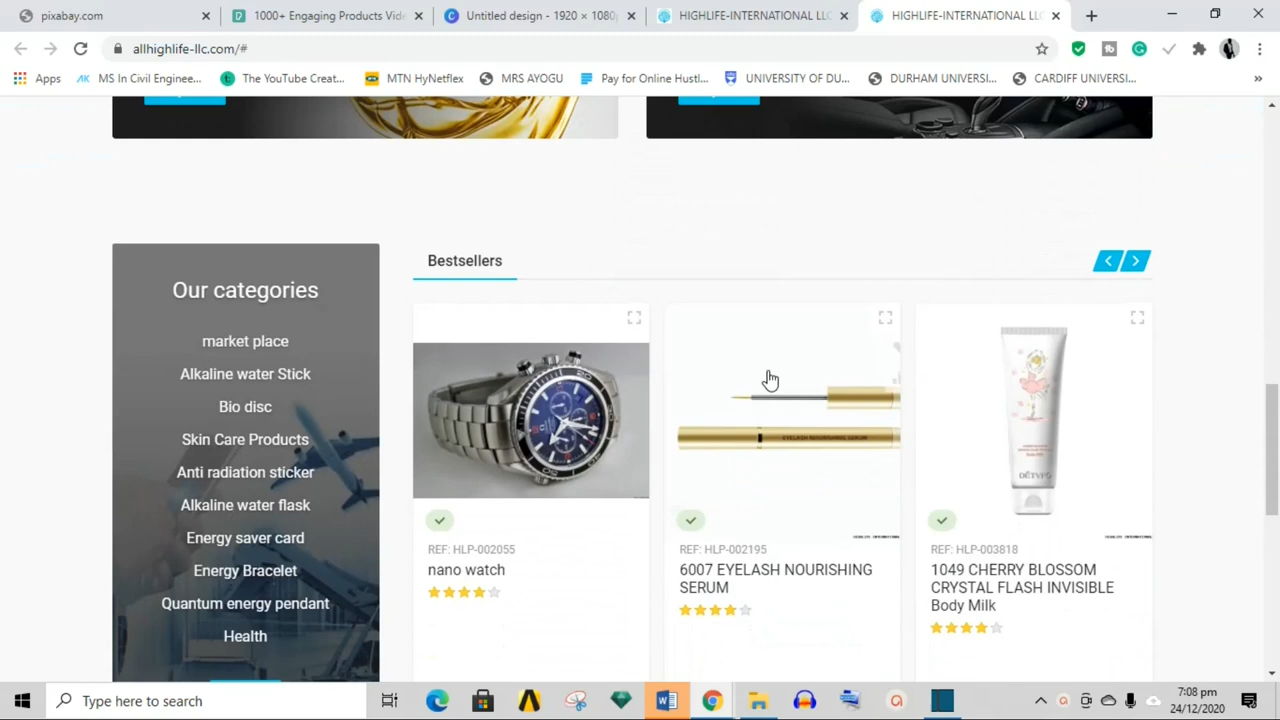 pixabay.com
1000+ Engaging Products Vide
Untitled design - 1920 × 1080p
HIGHLIFE-INTERNATIONAL LLC
HIGHLIFE-INTERNATIONAL LLC
allhighlife-llc.com/#
Apps
MS In Civil Enginee...
The YouTube Creat...
MTN HyNetflex
MRS AYOGU
Pay for Online Hustl...
UNIVERSITY OF DU...
DURHAM UNIVERSI...
CARDIFF UNIVERSI...
Our categories
market place
Alkaline water Stick
Bio disc
Skin Care Products
Anti radiation sticker
Alkaline water flask
Energy saver card
Energy Bracelet
Quantum energy pendant
Health
Bestsellers
EYELASH NOURISHING SERUM
REF: HLP-002055
nano watch
REF: HLP-002195
6007 EYELASH NOURISHING
SERUM
REF: HLP-003818
1049 CHERRY BLOSSOM
CRYSTAL FLASH INVISIBLE
Body Milk
Type here to search
7:08 pm
24/12/2020